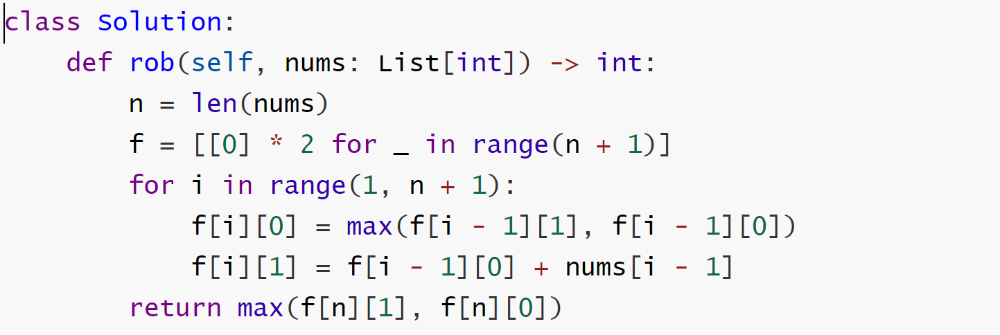 class Solution:
    def rob(self, nums: List[int]) -> int:
        n = len(nums)
        f = [[0] * 2 for _ in range(n + 1)]
        for i in range(1, n + 1):
            f[i][0] = max(f[i - 1][1], f[i - 1][0])
            f[i][1] = f[i - 1][0] + nums[i - 1]
        return max(f[n][1], f[n][0])